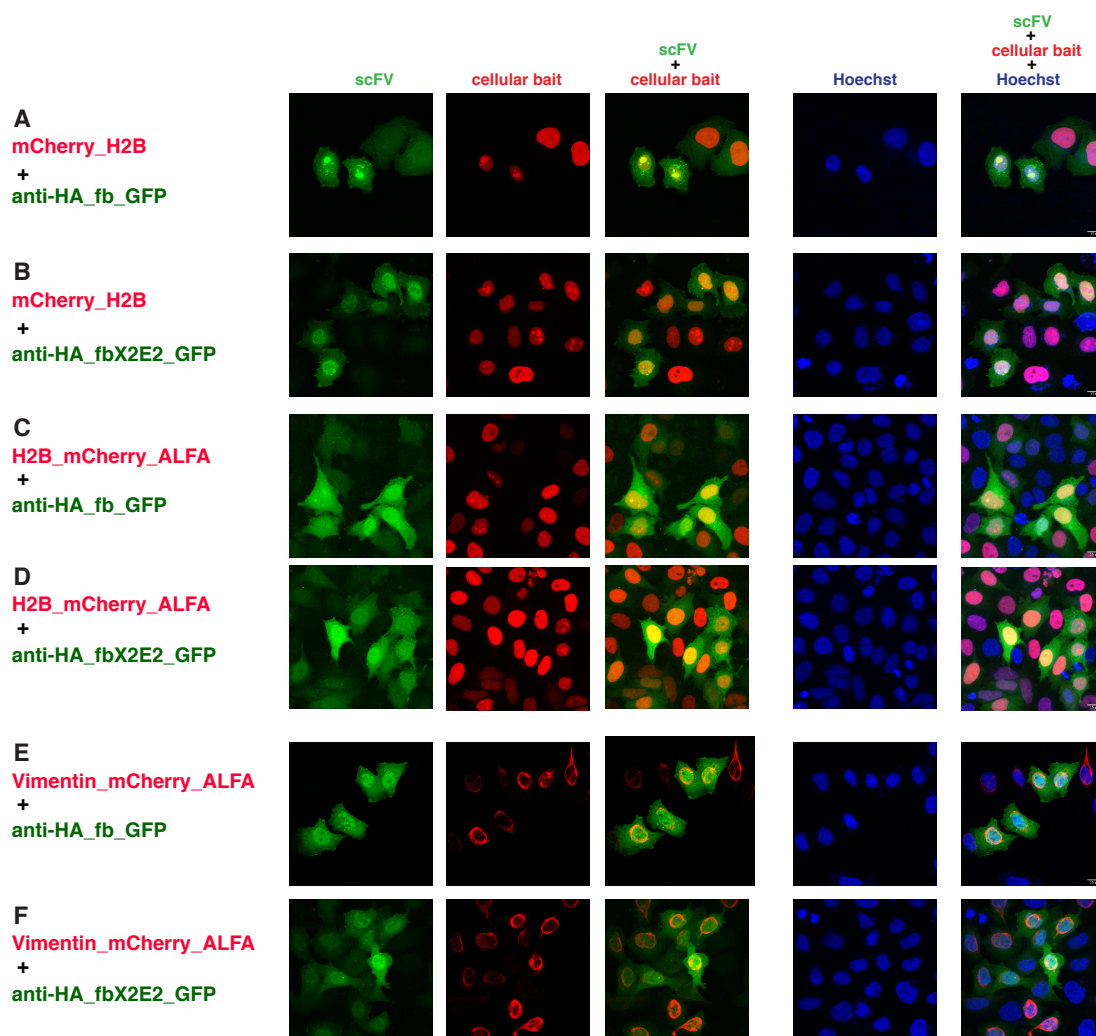 scFV
+
cellular bait
+
Hoechst
scFV
+
cellular bait
scFV
cellular bait
Hoechst
A
mCherry_H2B
+
anti-HA_fb_GFP
B
mCherry_H2B
+
anti-HA_fbX2E2_GFP
C
H2B_mCherry_ALFA
+
anti-HA_fb_GFP
D
H2B_mCherry_ALFA
+
anti-HA_fbX2E2_GFP
E
Vimentin_mCherry_ALFA
+
anti-HA_fb_GFP
F
Vimentin_mCherry_ALFA
+
anti-HA_fbX2E2_GFP